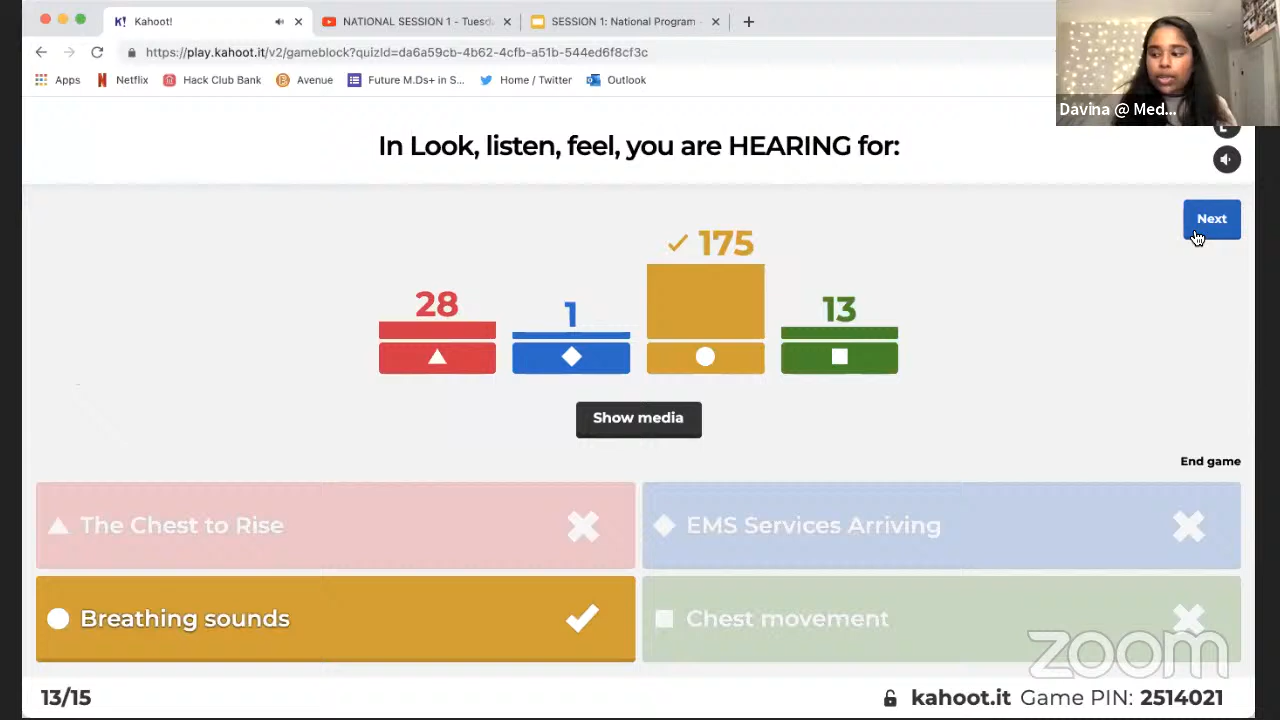 K! Kahoot!
NATIONAL SESSION 1 - Tuesd
SESSION 1: National Program -
https://play.kahoot.it/v2/gameblock?quizId=da6a59cb-4b62-4cfb-a51b-544ed6f8cf3c
Apps
Netflix
Hack Club Bank
Avenue
Future M.Ds+ in S...
Home / Twitter
Outlook
Davina @ Med...
In Look, listen, feel, you are HEARING for:
Next
28
1
175
13
Show media
End game
The Chest to Rise
EMS Services Arriving
Breathing sounds
Chest movement
zoom
13/15
kahoot.it Game PIN: 2514021